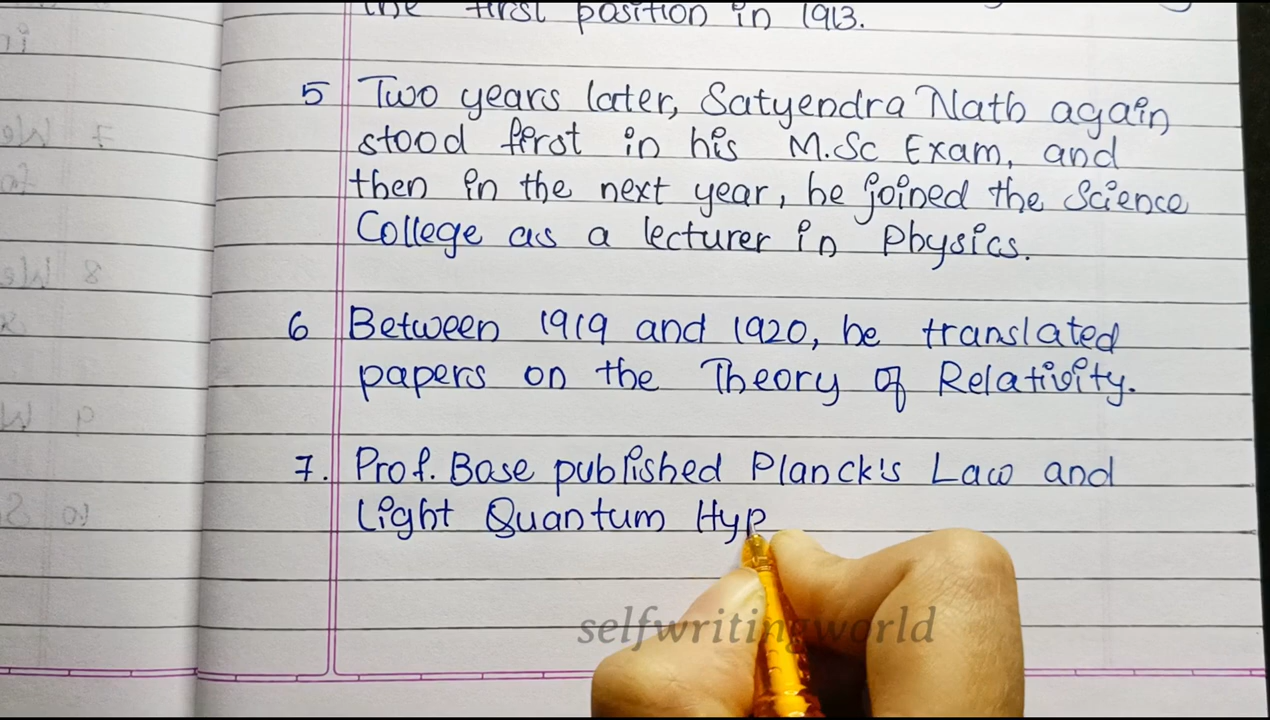 the first position in 1913.
5 Two years later, Satyendra Nath again
stood first in his M.Sc Exam, and
then in the next year, he joined the Science
College as a lecturer in Physics.
6 Between 1919 and 1920, he translated
papers on the Theory of Relativity.
7. Prof. Bose published Planck's Law and
Light Quantum Hyp
selfwritingworld